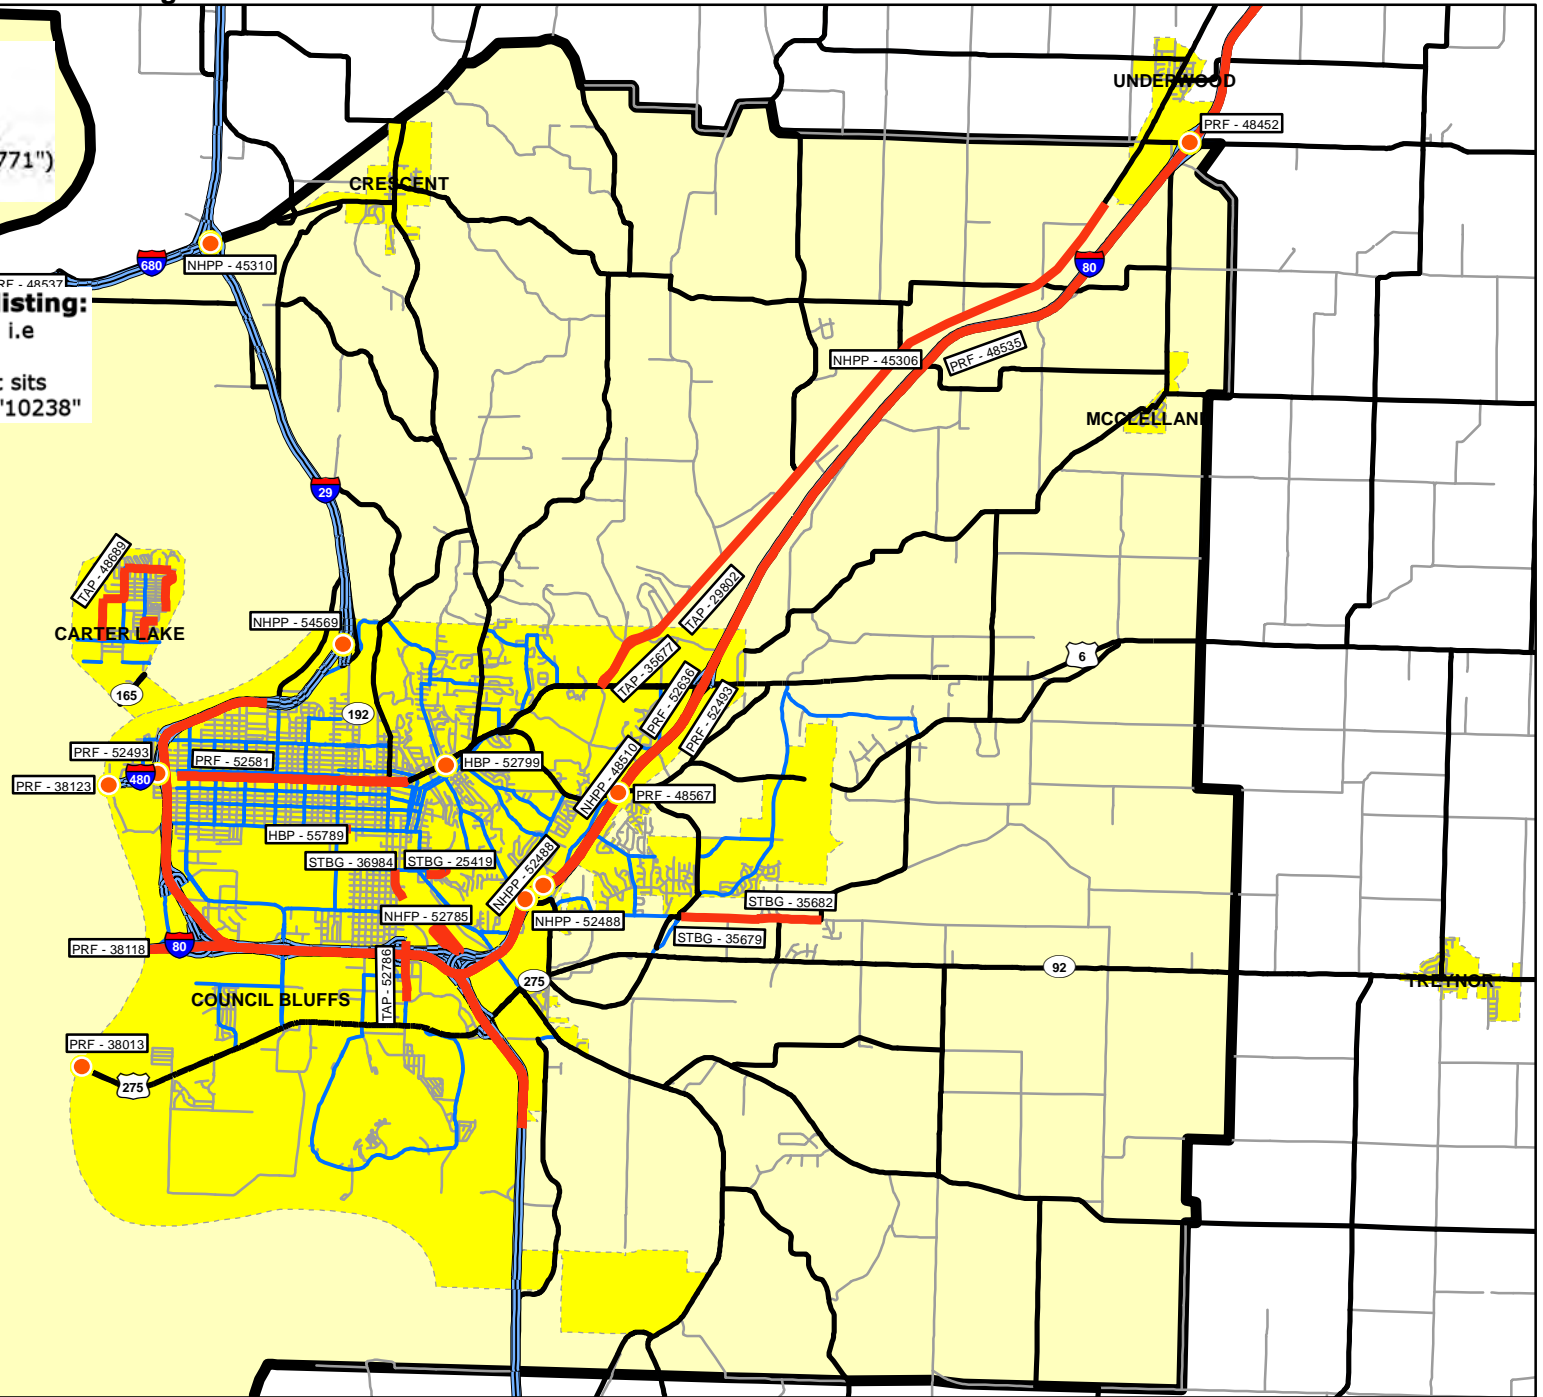 UNDERWOOD
PRF - 48452
771")
CRESCENT
680
NHPP - 45310
80
RF - 48537
isting:
i.e
sits
"10238"
NHPP - 45306
PRF - 48535
MCCLELLAN
29
TAP - 48689
CARTER LAKE
NHPP - 54569
TAP - 29802
6
165
TAP - 35677
192
PRF - 52636
PRF - 52493
PRF - 52493
PRF - 52581
HBP - 52799
480
PRF - 38123
NHPP - 48510
PRF - 48567
HBP - 55789
STBG - 36984
STBG - 25419
NHPP - 52488
STBG - 35682
NHFP - 52785
NHPP - 52488
STBG - 35679
PRF - 38118
80
TAP - 52786
92
275
TREYNOR
COUNCIL BLUFFS
PRF - 38013
275